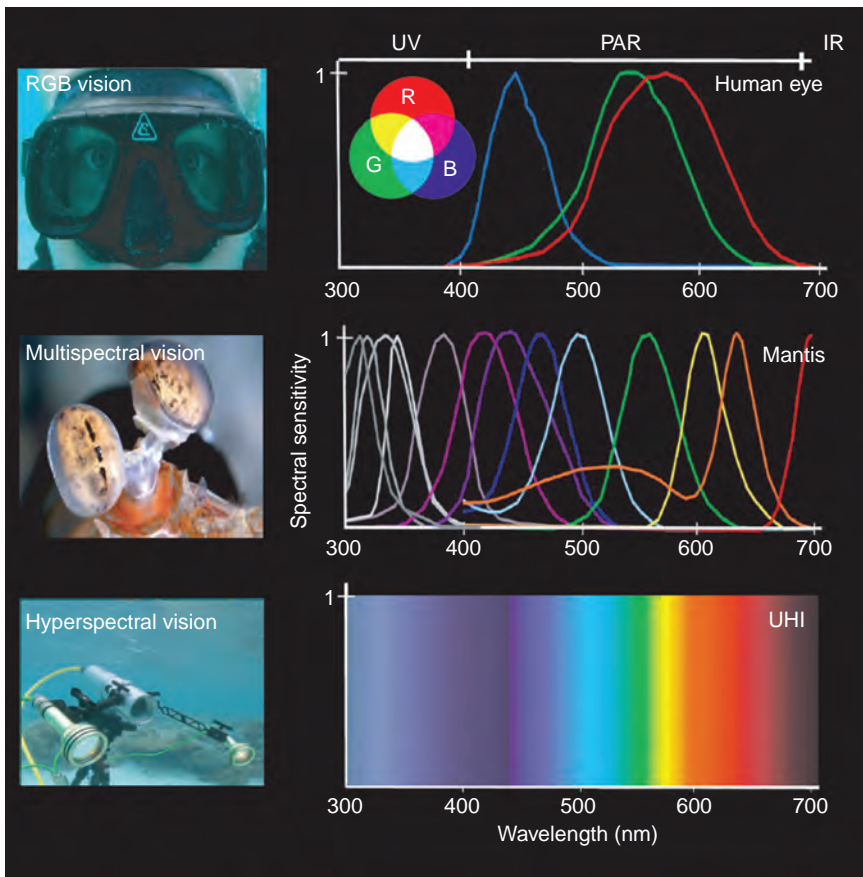 UV PAR IR
RGB vision
1
Human eye
R
G B
300 400 500 600 700
Multispectral vision
1
Mantis
Spectral sensitivity
300 400 500 600 700
Hyperspectral vision
1
UHI
300 400 500 600 700
Wavelength (nm)